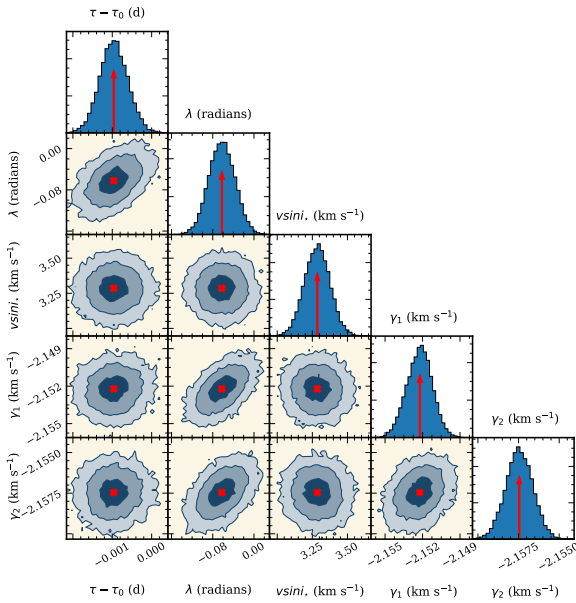 τ − τ₀ (d)
λ (radians)
0.00
−0.08
λ (radians)
vsini⋆ (km s⁻¹)
3.50
3.25
vsini⋆ (km s⁻¹)
γ₁ (km s⁻¹)
−2.149
−2.152
−2.155
γ₁ (km s⁻¹)
γ₂ (km s⁻¹)
−2.1550
−2.1575
γ₂ (km s⁻¹)
−0.001 0.000 −0.08 0.00 3.25 3.50 −2.155 −2.152 −2.149 −2.1575 −2.1550
τ − τ₀ (d) λ (radians) vsini⋆ (km s⁻¹) γ₁ (km s⁻¹) γ₂ (km s⁻¹)